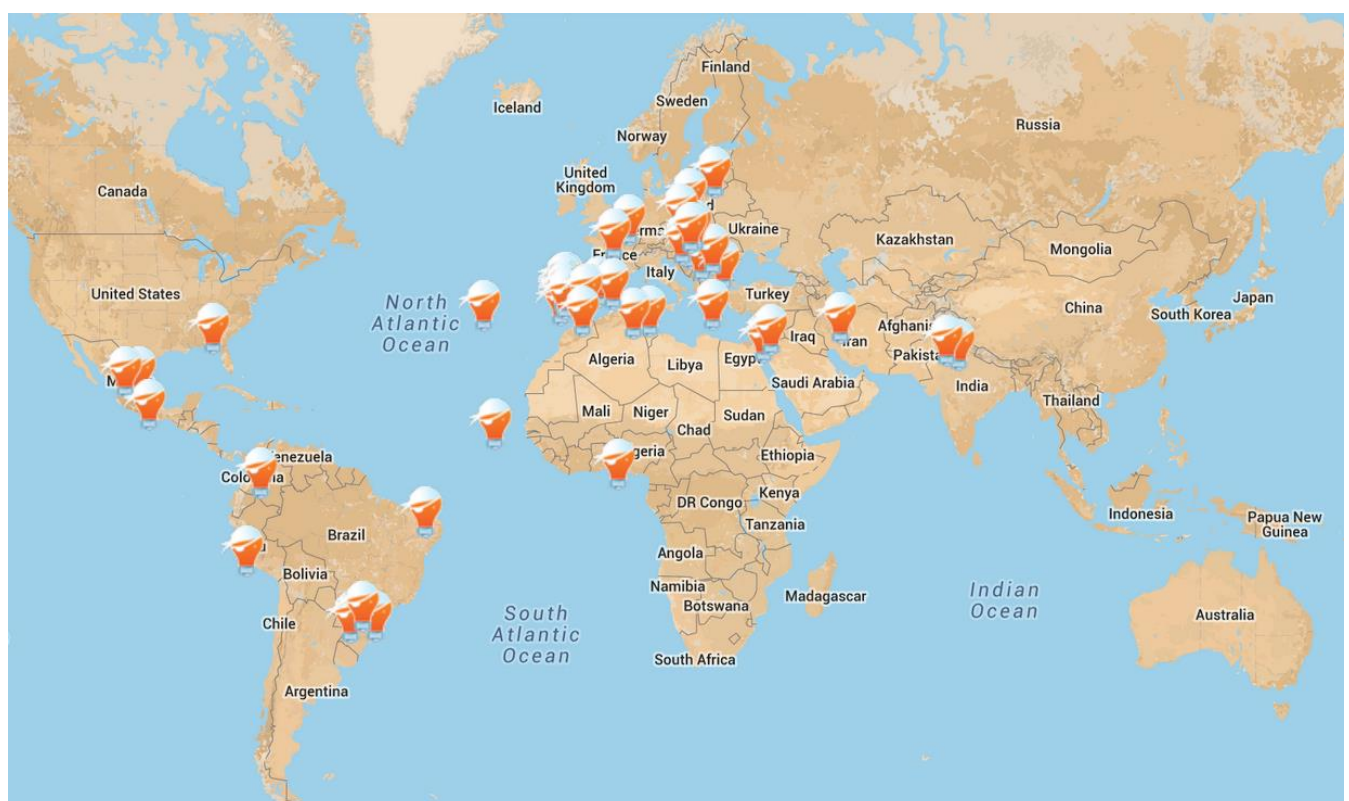 Finland
Iceland
Sweden
Russia
Norway
United
Kingdom
Canada
Ukraine
Kazakhstan
Mongolia
Italy
United States
North
Atlantic
Ocean
Turkey
Japan
China
South Korea
Iraq
Algeria
Libya
India
Saudi Arabia
Thailand
Mali
Niger
Sudan
Chad
Ethiopia
Kenya
DR Congo
Indonesia
Papua New
Guinea
Tanzania
Brazil
Angola
Bolivia
Namibia
Madagascar
Indian
Ocean
Botswana
South
Atlantic
Ocean
Chile
Australia
South Africa
Argentina